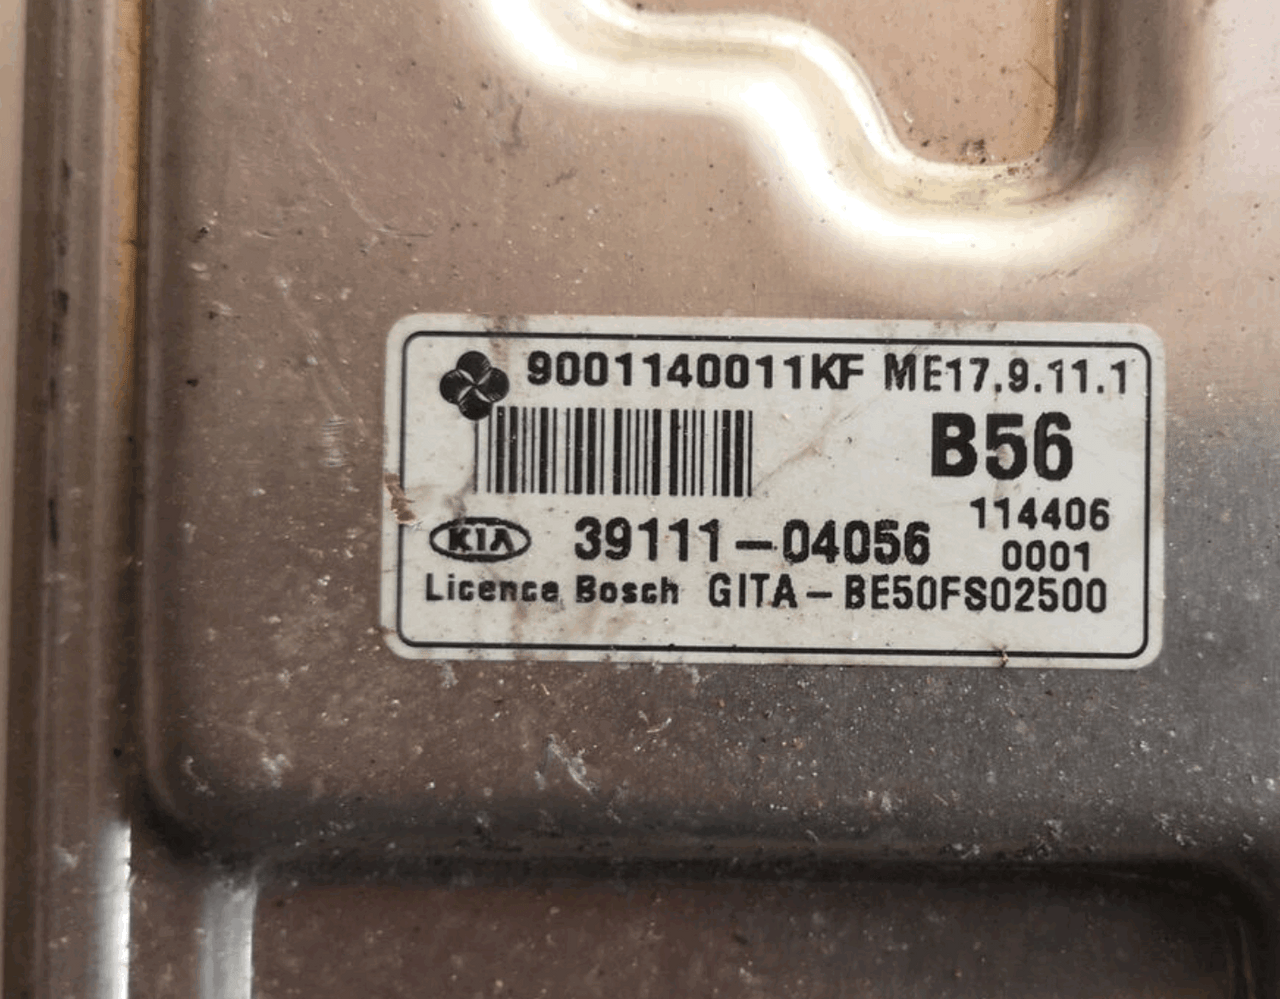 9001140011KF ME17.9.11.1
B56
114406
KIA 39111-04056
0001
Licence Bosch GITA-BE50FS02500